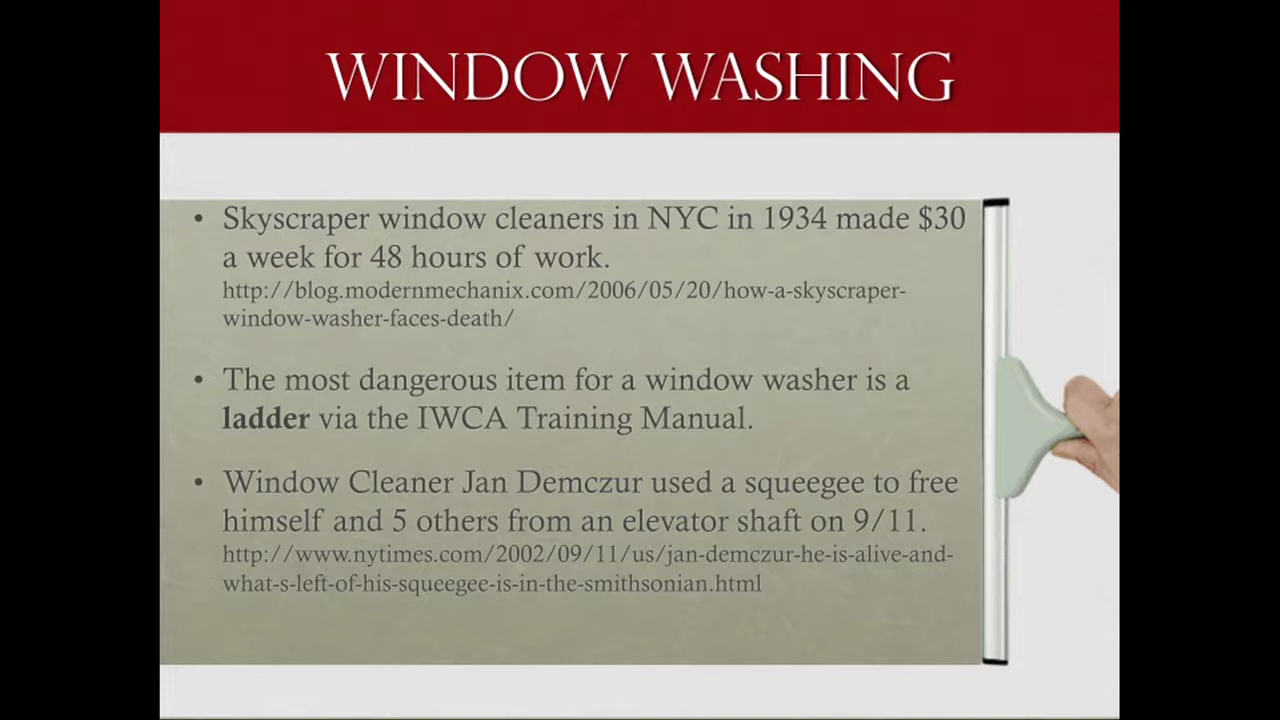 WINDOW WASHING
• Skyscraper window cleaners in NYC in 1934 made $30
a week for 48 hours of work.
http://blog.modernmechanix.com/2006/05/20/how-a-skyscraper-
window-washer-faces-death/
• The most dangerous item for a window washer is a
ladder via the IWCA Training Manual.
• Window Cleaner Jan Demczur used a squeegee to free
himself and 5 others from an elevator shaft on 9/11.
http://www.nytimes.com/2002/09/11/us/jan-demczur-he-is-alive-and-
what-s-left-of-his-squeegee-is-in-the-smithsonian.html